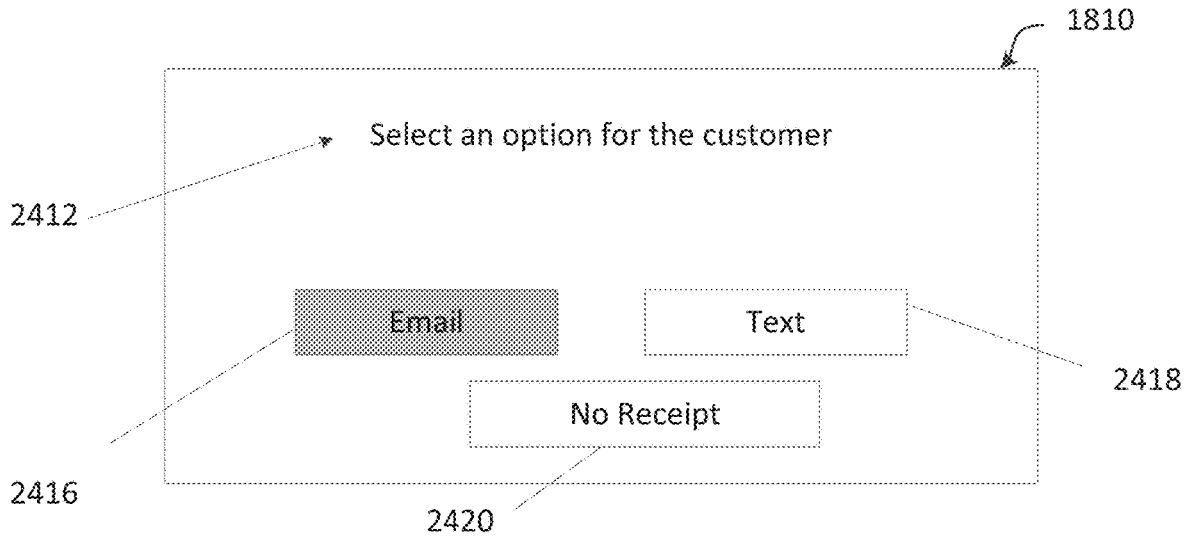 1810
Select an option for the customer
2412
Email
Text
2418
No Receipt
2416
2420